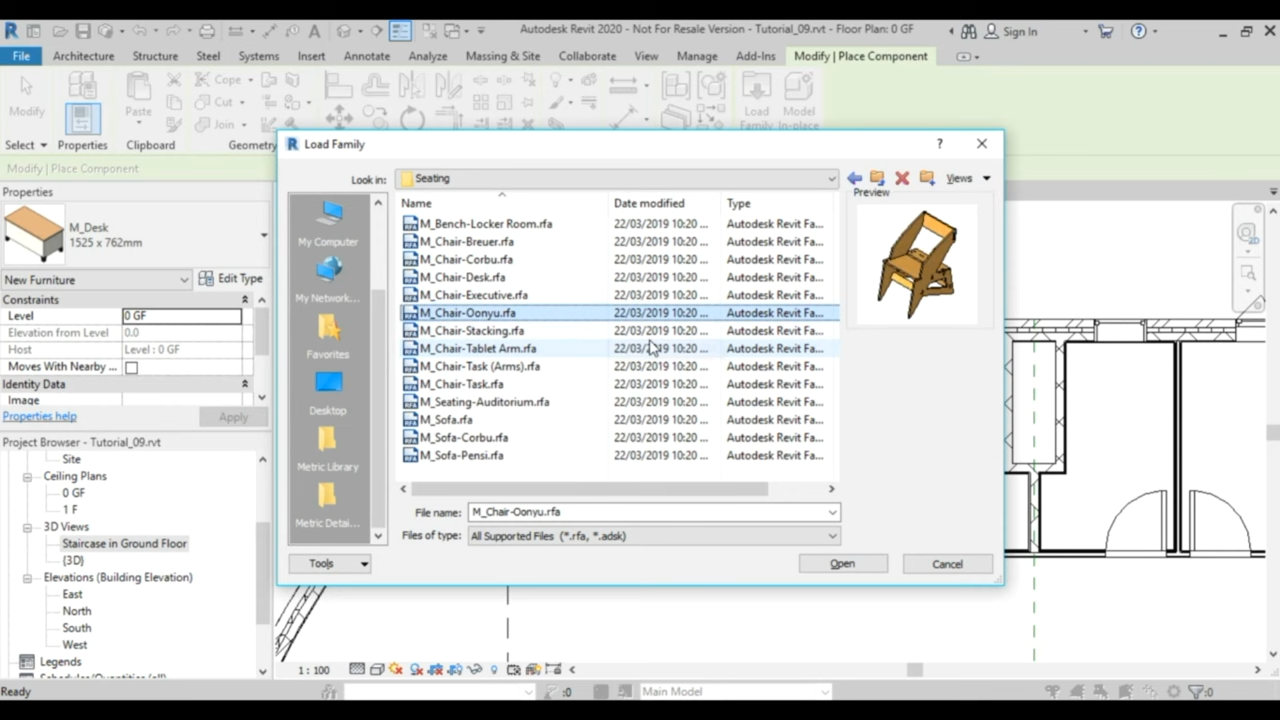 Autodesk Revit 2020 - Not For Resale Version - Tutorial_09.rvt - Floor Plan: 0 GF
Sign In
File Architecture Structure Steel Systems Insert Annotate Analyze Massing & Site Collaborate View Manage Add-Ins Modify | Place Component
Modify
Paste
Cope
Cut
Join
Load Family
Model In-place
Select Properties Clipboard Geometry
Modify | Place Component
Properties
M_Desk
1525 x 762mm
New Furniture Edit Type
Constraints
Level 0 GF
Elevation from Level 0.0
Host Level : 0 GF
Moves With Nearby ...
Identity Data
Image
Properties help Apply
Project Browser - Tutorial_09.rvt
Site
Ceiling Plans
0 GF
1 F
3D Views
Staircase in Ground Floor
{3D}
Elevations (Building Elevation)
East
North
South
West
Legends
Load Family
?
Look in: Seating Views
Preview
My Computer
My Network...
Favorites
Desktop
Metric Library
Metric Detai...
Name Date modified Type
M_Bench-Locker Room.rfa 22/03/2019 10:20 ... Autodesk Revit Fa...
M_Chair-Breuer.rfa 22/03/2019 10:20 ... Autodesk Revit Fa...
M_Chair-Corbu.rfa 22/03/2019 10:20 ... Autodesk Revit Fa...
M_Chair-Desk.rfa 22/03/2019 10:20 ... Autodesk Revit Fa...
M_Chair-Executive.rfa 22/03/2019 10:20 ... Autodesk Revit Fa...
M_Chair-Oonyu.rfa 22/03/2019 10:20 ... Autodesk Revit Fa...
M_Chair-Stacking.rfa 22/03/2019 10:20 ... Autodesk Revit Fa...
M_Chair-Tablet Arm.rfa 22/03/2019 10:20 ... Autodesk Revit Fa...
M_Chair-Task (Arms).rfa 22/03/2019 10:20 ... Autodesk Revit Fa...
M_Chair-Task.rfa 22/03/2019 10:20 ... Autodesk Revit Fa...
M_Seating-Auditorium.rfa 22/03/2019 10:20 ... Autodesk Revit Fa...
M_Sofa.rfa 22/03/2019 10:20 ... Autodesk Revit Fa...
M_Sofa-Corbu.rfa 22/03/2019 10:20 ... Autodesk Revit Fa...
M_Sofa-Pensi.rfa 22/03/2019 10:20 ... Autodesk Revit Fa...
File name: M_Chair-Oonyu.rfa
Files of type: All Supported Files (*.rfa, *.adsk)
Tools Open Cancel
1 : 100
Ready :0 Main Model :0